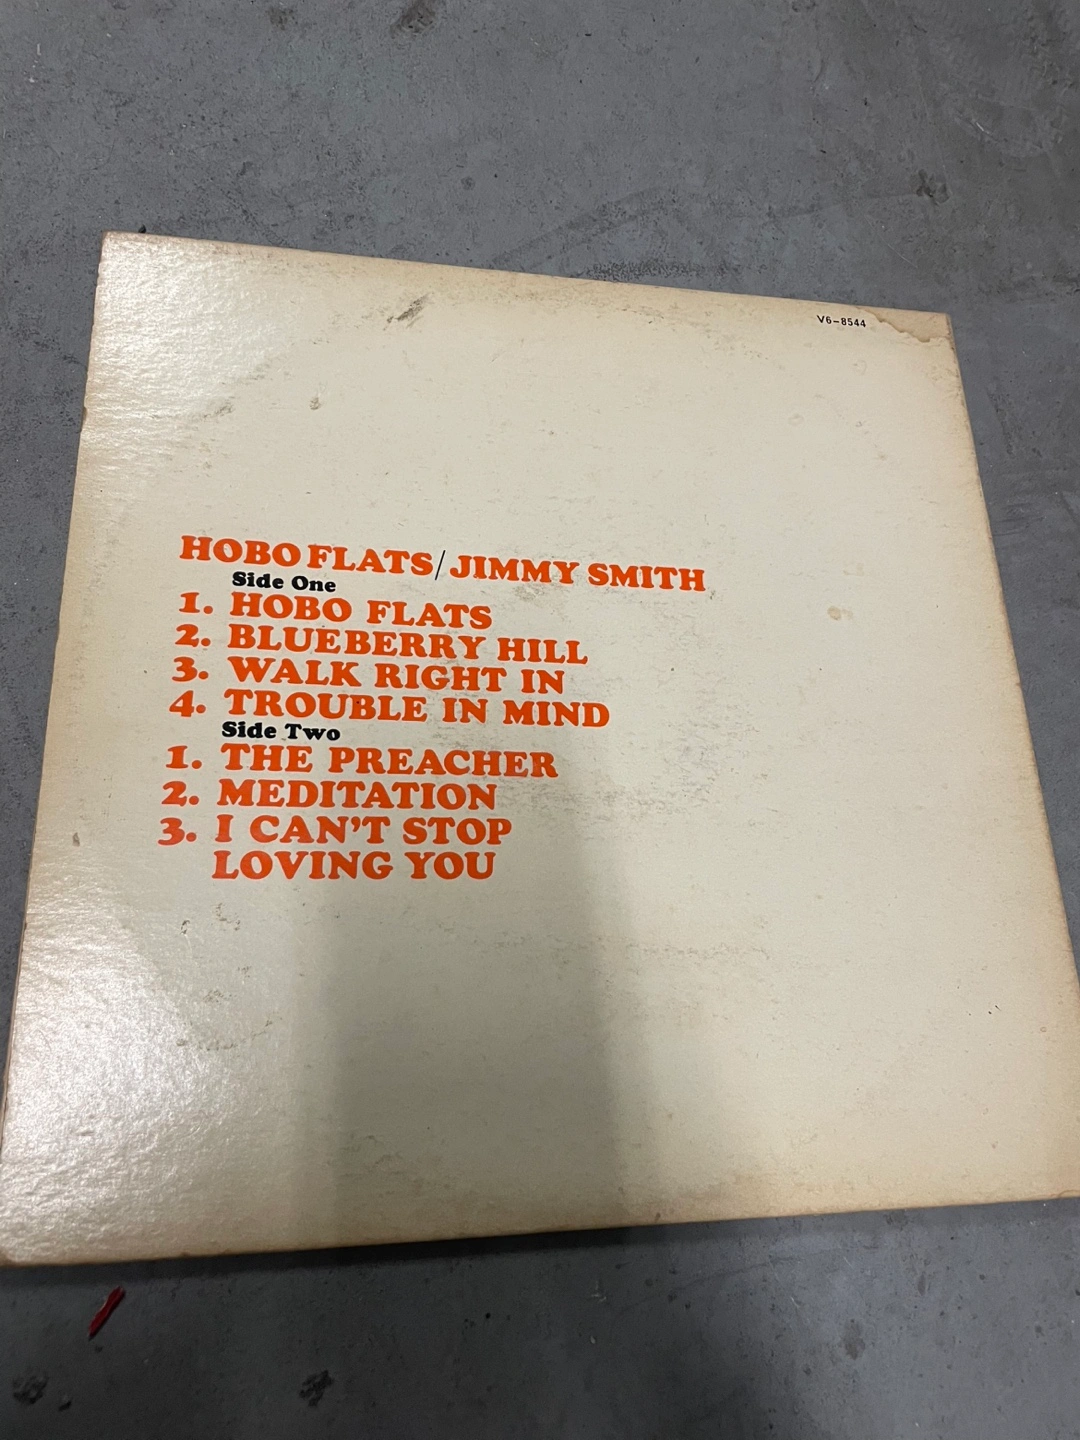 V6-8544
HOBO FLATS/JIMMY SMITH
Side One
1. HOBO FLATS
2. BLUEBERRY HILL
3. WALK RIGHT IN
4. TROUBLE IN MIND
Side Two
1. THE PREACHER
2. MEDITATION
3. I CAN'T STOP
LOVING YOU